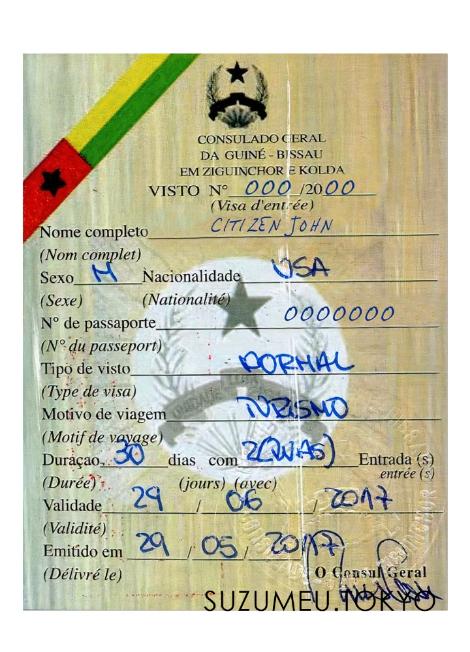 CONSULADO GERAL
DA GUINÉ - BISSAU
EM ZIGUINCHOR E KOLDA
VISTO N° 000 /2000
(Visa d'entrée)
Nome completo CITIZEN JOHN
(Nom complet)
Sexo M Nacionalidade USA
(Sexe) (Nationalité)
N° de passaporte 0000000
(N° du passeport)
Tipo de visto NORMAL
(Type de visa)
Motivo de viagem TURISMO
(Motif de voyage)
Duraçao 30 dias com 2(DUAS) Entrada (s)
(Durée) (jours) (avec) entrée (s)
Validade 29 / 06 / 2017
(Validité)
Emitido em 29 / 05 / 2017
(Délivré le) O Consul Geral
SUZUMEU.TOKYO